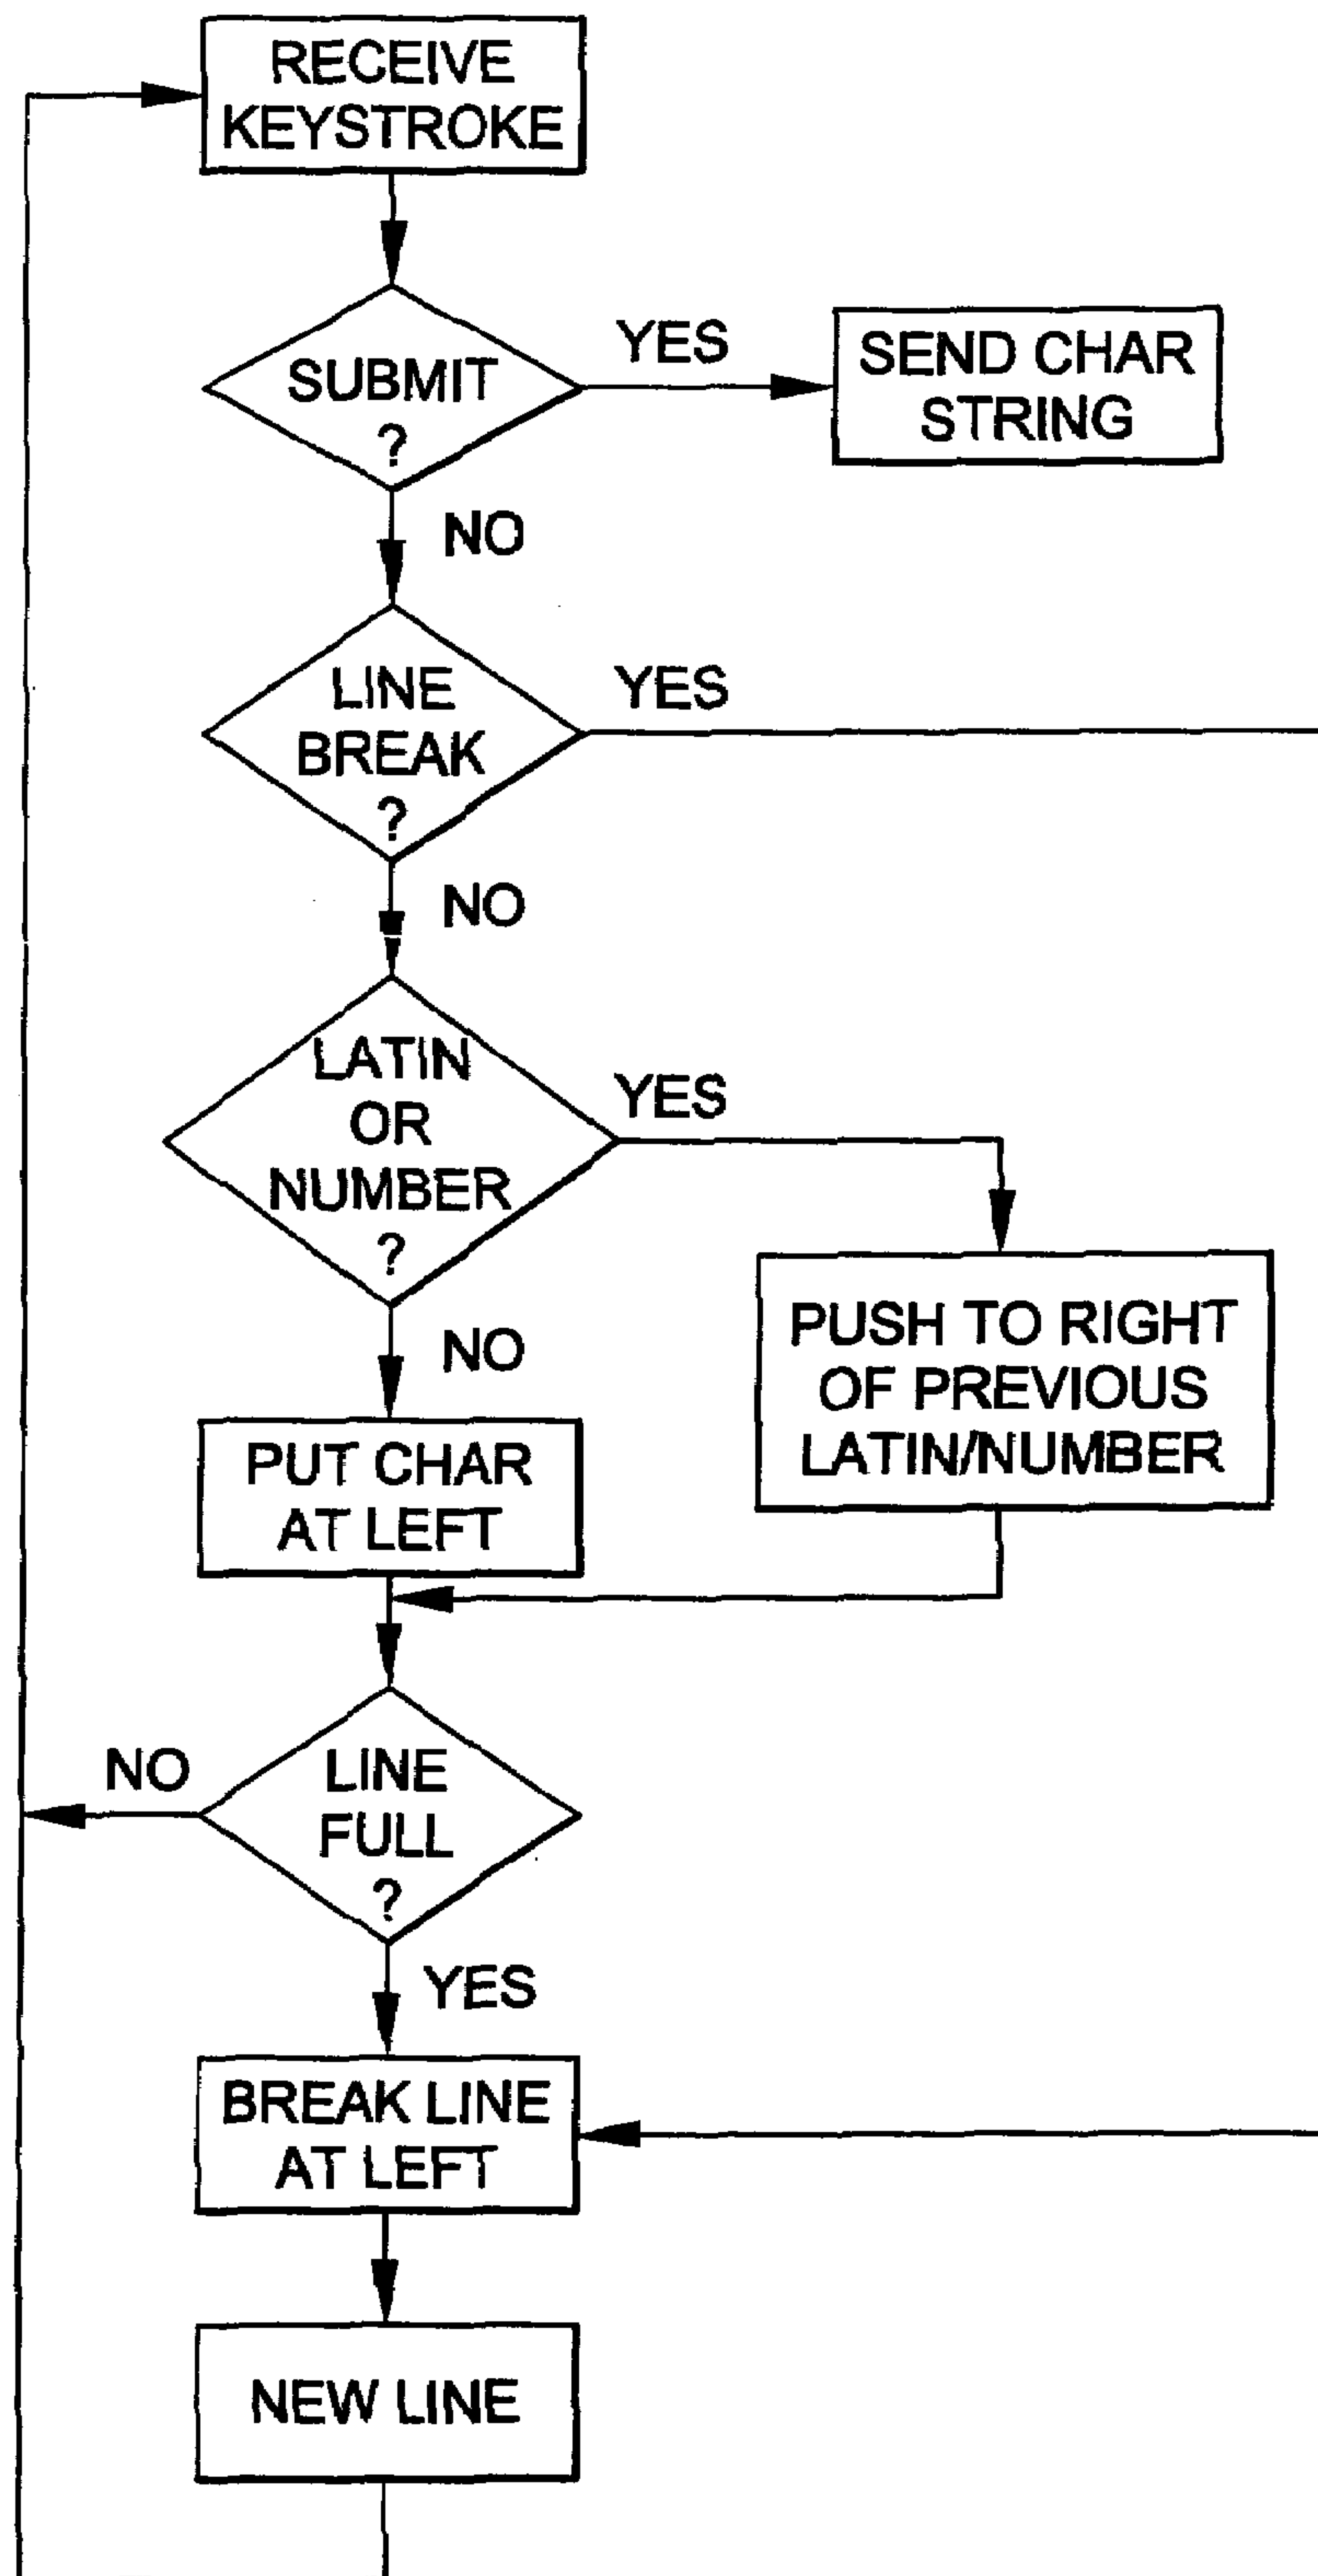 RECEIVE
KEYSTROKE
SUBMIT
?
YES
SEND CHAR
STRING
NO
LINE
BREAK
?
YES
NO
LATIN
OR
NUMBER
?
YES
PUSH TO RIGHT
OF PREVIOUS
LATIN/NUMBER
NO
PUT CHAR
AT LEFT
LINE
FULL
?
NO
YES
BREAK LINE
AT LEFT
NEW LINE